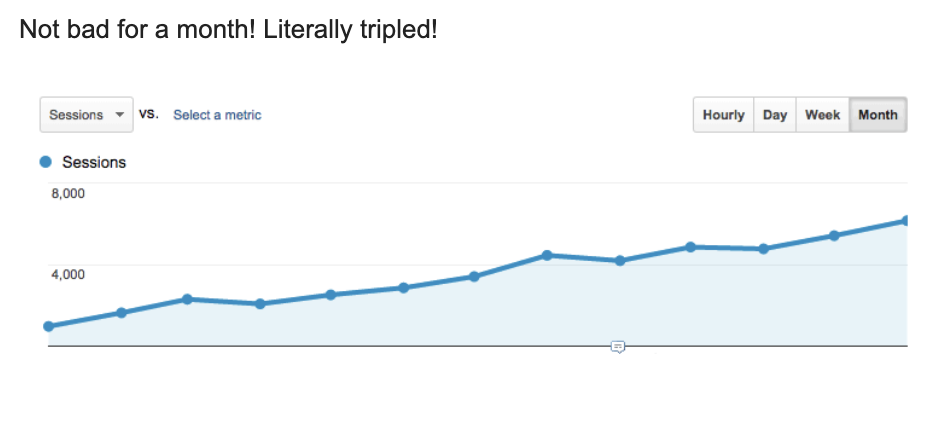 Not bad for a month! Literally tripled!
Sessions VS. Select a metric Hourly Day Week Month
Sessions
8,000
4,000